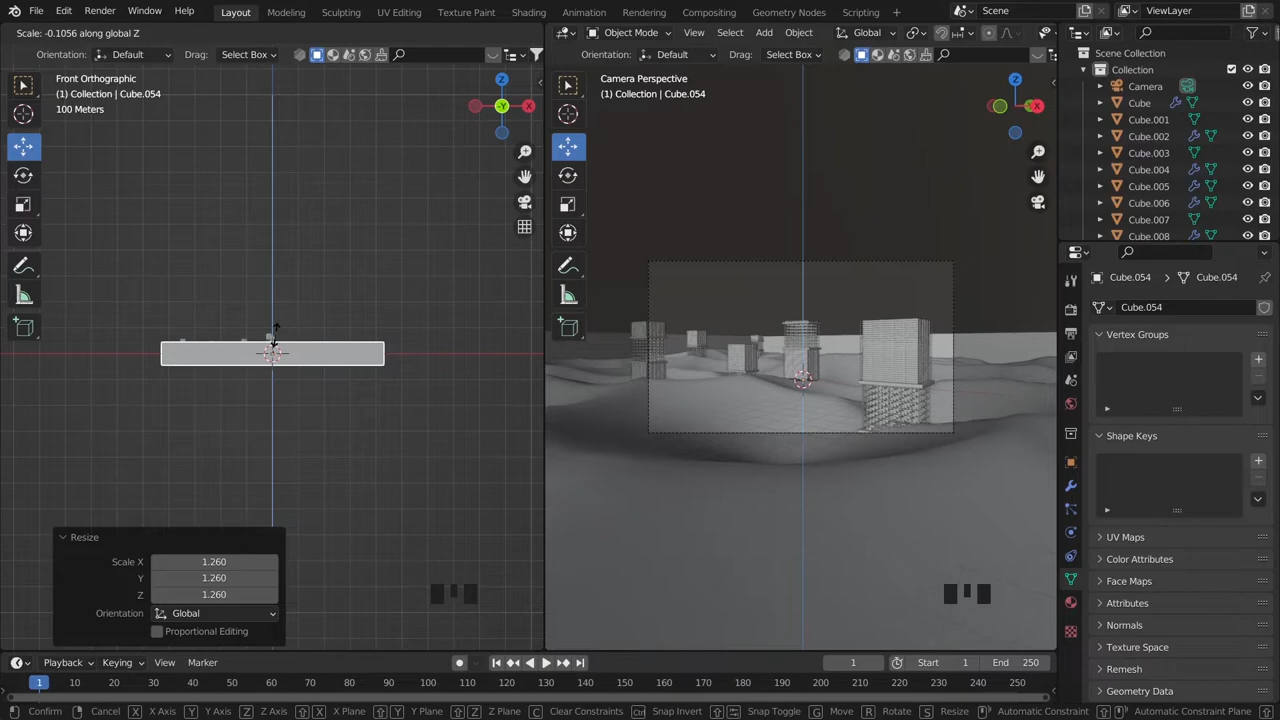 File Edit Render Window Help Layout Modeling Sculpting UV Editing Texture Paint Shading Animation Rendering Compositing Geometry Nodes Scripting Scene ViewLayer
Scale: -0.1056 along global Z
Object Mode View Select Add Object Global
Orientation: Default Drag: Select Box
Orientation: Default Drag: Select Box
Front Orthographic
(1) Collection | Cube.054
100 Meters
Z
X
-Y
Camera Perspective
(1) Collection | Cube.054
Z
X
Scene Collection
Collection
Camera
Cube
Cube.001
Cube.002
Cube.003
Cube.004
Cube.005
Cube.006
Cube.007
Cube.008
Cube.054 Cube.054
Cube.054
Vertex Groups
Shape Keys
UV Maps
Color Attributes
Face Maps
Attributes
Normals
Texture Space
Remesh
Geometry Data
Resize
Scale X 1.260
Y 1.260
Z 1.260
Orientation Global
Proportional Editing
Playback Keying View Marker 1 Start 1 End 250
1 10 20 30 40 50 60 70 80 90 100 110 120 130 140 150 160 170 180 190 200 210 220 230 240 250
Confirm Cancel X X Axis Y Y Axis Z Z Axis X X Plane Y Y Plane Z Z Plane C Clear Constraints Snap Invert Snap Toggle G Move R Rotate S Resize Automatic Constraint Automatic Constraint Plane